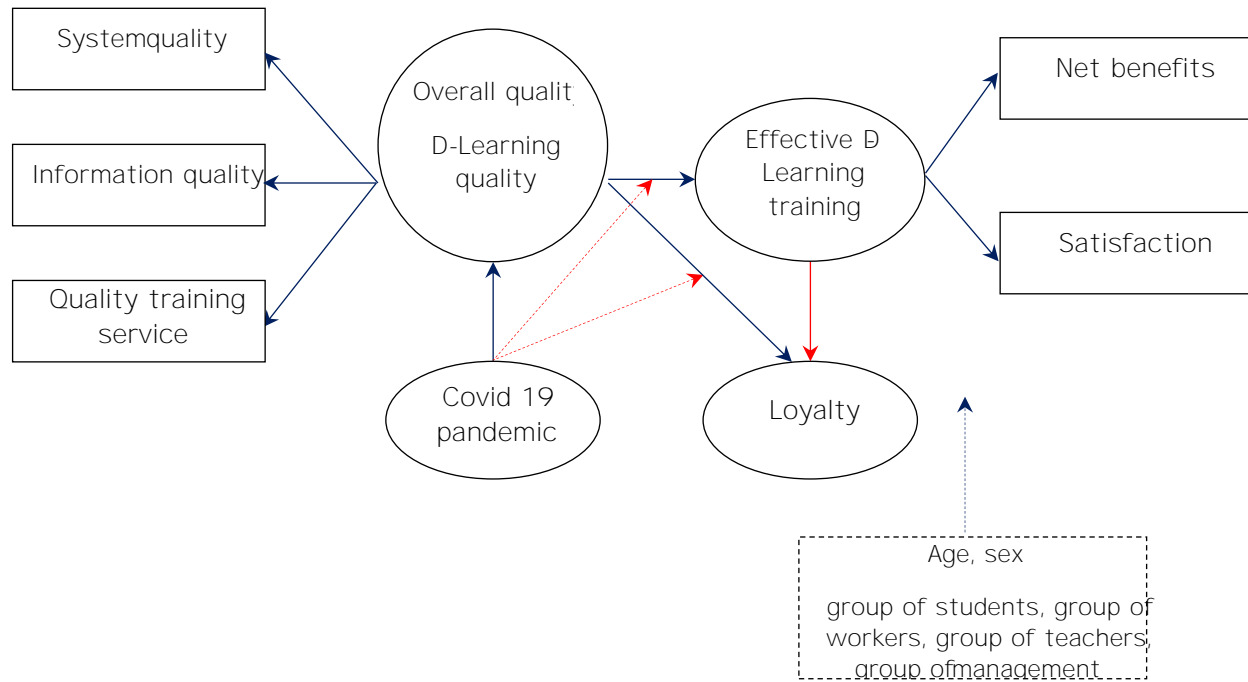 Systemquality
Information quality
Quality training
service
Overall qualit
D-Learning
quality
Covid 19
pandemic
Effective D
Learning
training
Loyalty
Net benefits
Satisfaction
Age, sex
group of students, group of
workers, group of teachers,
group ofmanagement